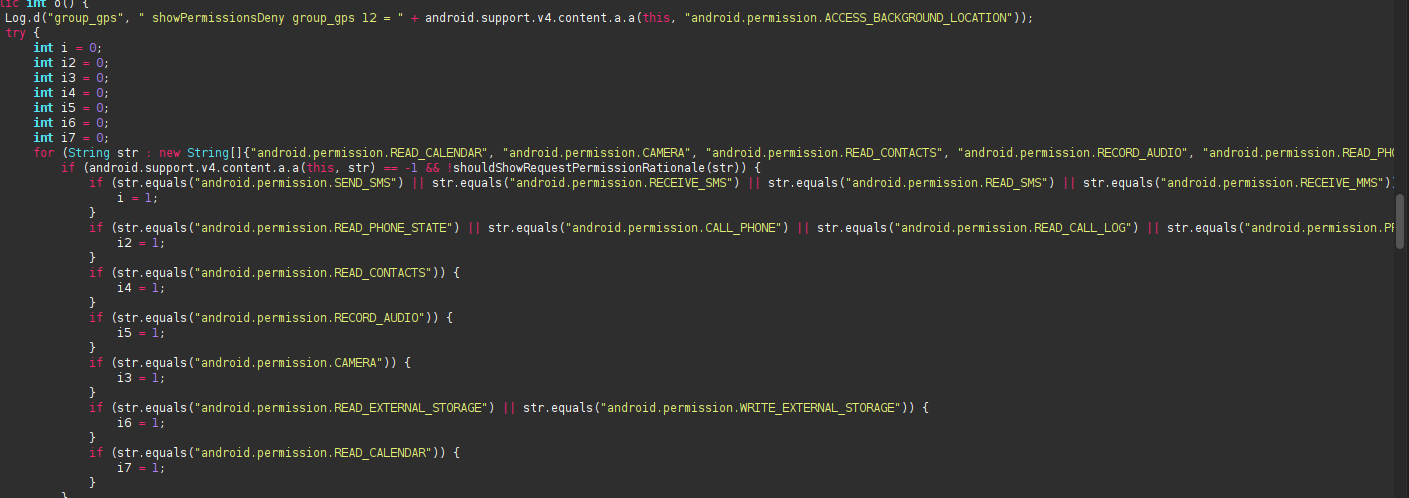 lic int o() {
Log.d("group_gps", " showPermissionsDeny group_gps l2 = " + android.support.v4.content.a.a(this, "android.permission.ACCESS_BACKGROUND_LOCATION"));
try {
int i = 0;
int i2 = 0;
int i3 = 0;
int i4 = 0;
int i5 = 0;
int i6 = 0;
int i7 = 0;
for (String str : new String[]{"android.permission.READ_CALENDAR", "android.permission.CAMERA", "android.permission.READ_CONTACTS", "android.permission.RECORD_AUDIO", "android.permission.READ_PHO
if (android.support.v4.content.a.a(this, str) == -1 && !shouldShowRequestPermissionRationale(str)) {
if (str.equals("android.permission.SEND_SMS") || str.equals("android.permission.RECEIVE_SMS") || str.equals("android.permission.READ_SMS") || str.equals("android.permission.RECEIVE_MMS")
i = 1;
}
if (str.equals("android.permission.READ_PHONE_STATE") || str.equals("android.permission.CALL_PHONE") || str.equals("android.permission.READ_CALL_LOG") || str.equals("android.permission.P
i2 = 1;
}
if (str.equals("android.permission.READ_CONTACTS")) {
i4 = 1;
}
if (str.equals("android.permission.RECORD_AUDIO")) {
i5 = 1;
}
if (str.equals("android.permission.CAMERA")) {
i3 = 1;
}
if (str.equals("android.permission.READ_EXTERNAL_STORAGE") || str.equals("android.permission.WRITE_EXTERNAL_STORAGE")) {
i6 = 1;
}
if (str.equals("android.permission.READ_CALENDAR")) {
i7 = 1;
}
}